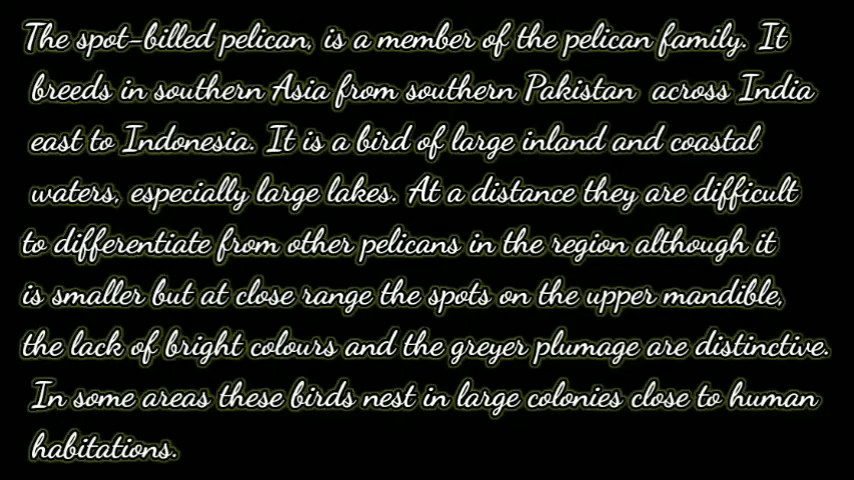 The spot-billed pelican, is a member of the pelican family. It
breeds in southern Asia from southern Pakistan across India
east to Indonesia. It is a bird of large inland and coastal
waters, especially large lakes. At a distance they are difficult
to differentiate from other pelicans in the region although it
is smaller but at close range the spots on the upper mandible,
the lack of bright colours and the greyer plumage are distinctive.
In some areas these birds nest in large colonies close to human
habitations.